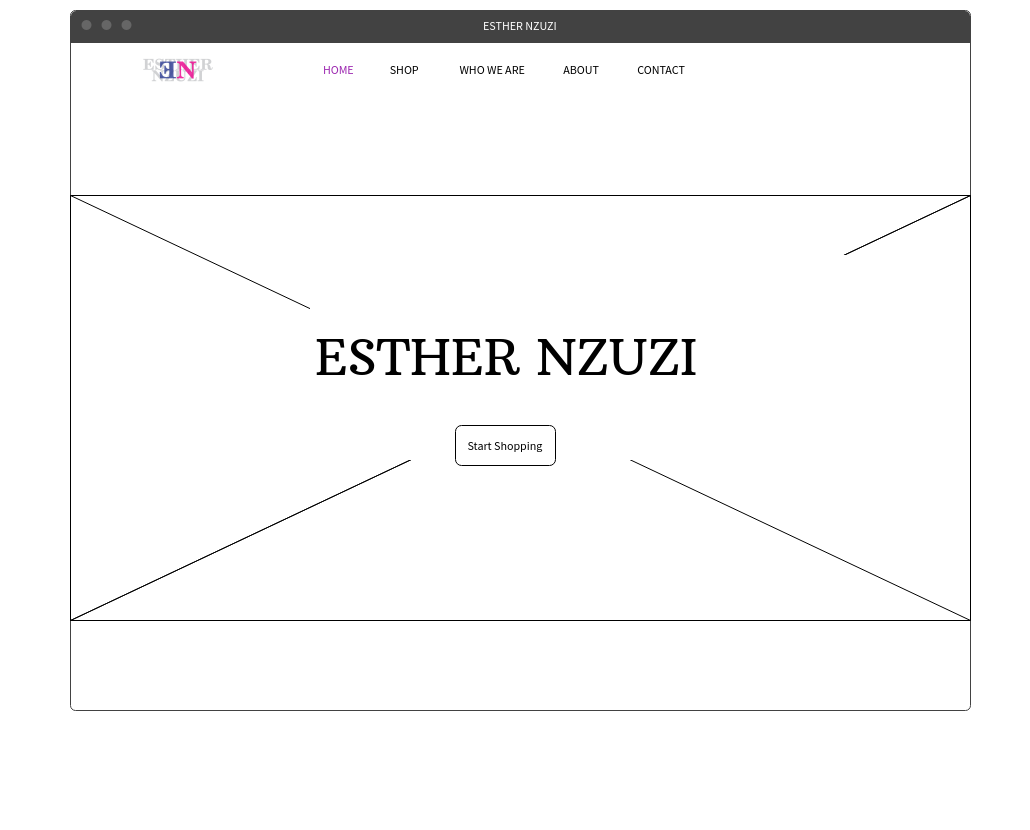 ESTHER NZUZI
ESTHER
NZUZI
EN
HOME SHOP WHO WE ARE ABOUT CONTACT
ESTHER NZUZI
Start Shopping